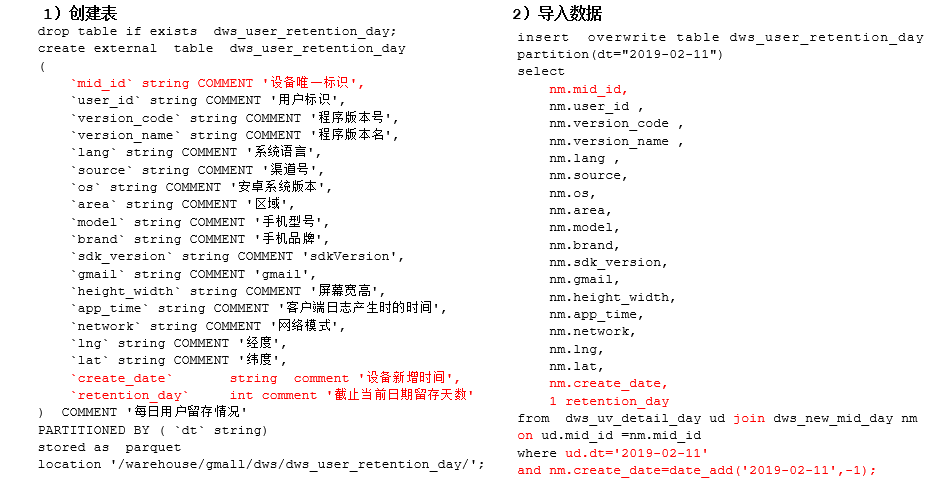 1）创建表
drop table if exists  dws_user_retention_day;
create external  table  dws_user_retention_day
(
    `mid_id` string COMMENT '设备唯一标识',
    `user_id` string COMMENT '用户标识',
    `version_code` string COMMENT '程序版本号',
    `version_name` string COMMENT '程序版本名',
    `lang` string COMMENT '系统语言',
    `source` string COMMENT '渠道号',
    `os` string COMMENT '安卓系统版本',
    `area` string COMMENT '区域',
    `model` string COMMENT '手机型号',
    `brand` string COMMENT '手机品牌',
    `sdk_version` string COMMENT 'sdkVersion',
    `gmail` string COMMENT 'gmail',
    `height_width` string COMMENT '屏幕宽高',
    `app_time` string COMMENT '客户端日志产生时的时间',
    `network` string COMMENT '网络模式',
    `lng` string COMMENT '经度',
    `lat` string COMMENT '纬度',
    `create_date`       string  comment '设备新增时间',
    `retention_day`     int comment '截止当前日期留存天数'
)  COMMENT '每日用户留存情况'
PARTITIONED BY ( `dt` string)
stored as  parquet
location '/warehouse/gmall/dws/dws_user_retention_day/';
2）导入数据
insert  overwrite table dws_user_retention_day
partition(dt="2019-02-11")
select
    nm.mid_id,
    nm.user_id ,
    nm.version_code ,
    nm.version_name ,
    nm.lang ,
    nm.source,
    nm.os,
    nm.area,
    nm.model,
    nm.brand,
    nm.sdk_version,
    nm.gmail,
    nm.height_width,
    nm.app_time,
    nm.network,
    nm.lng,
    nm.lat,
    nm.create_date,
    1 retention_day
from  dws_uv_detail_day ud join dws_new_mid_day nm
on ud.mid_id =nm.mid_id
where ud.dt='2019-02-11'
and nm.create_date=date_add('2019-02-11',-1);